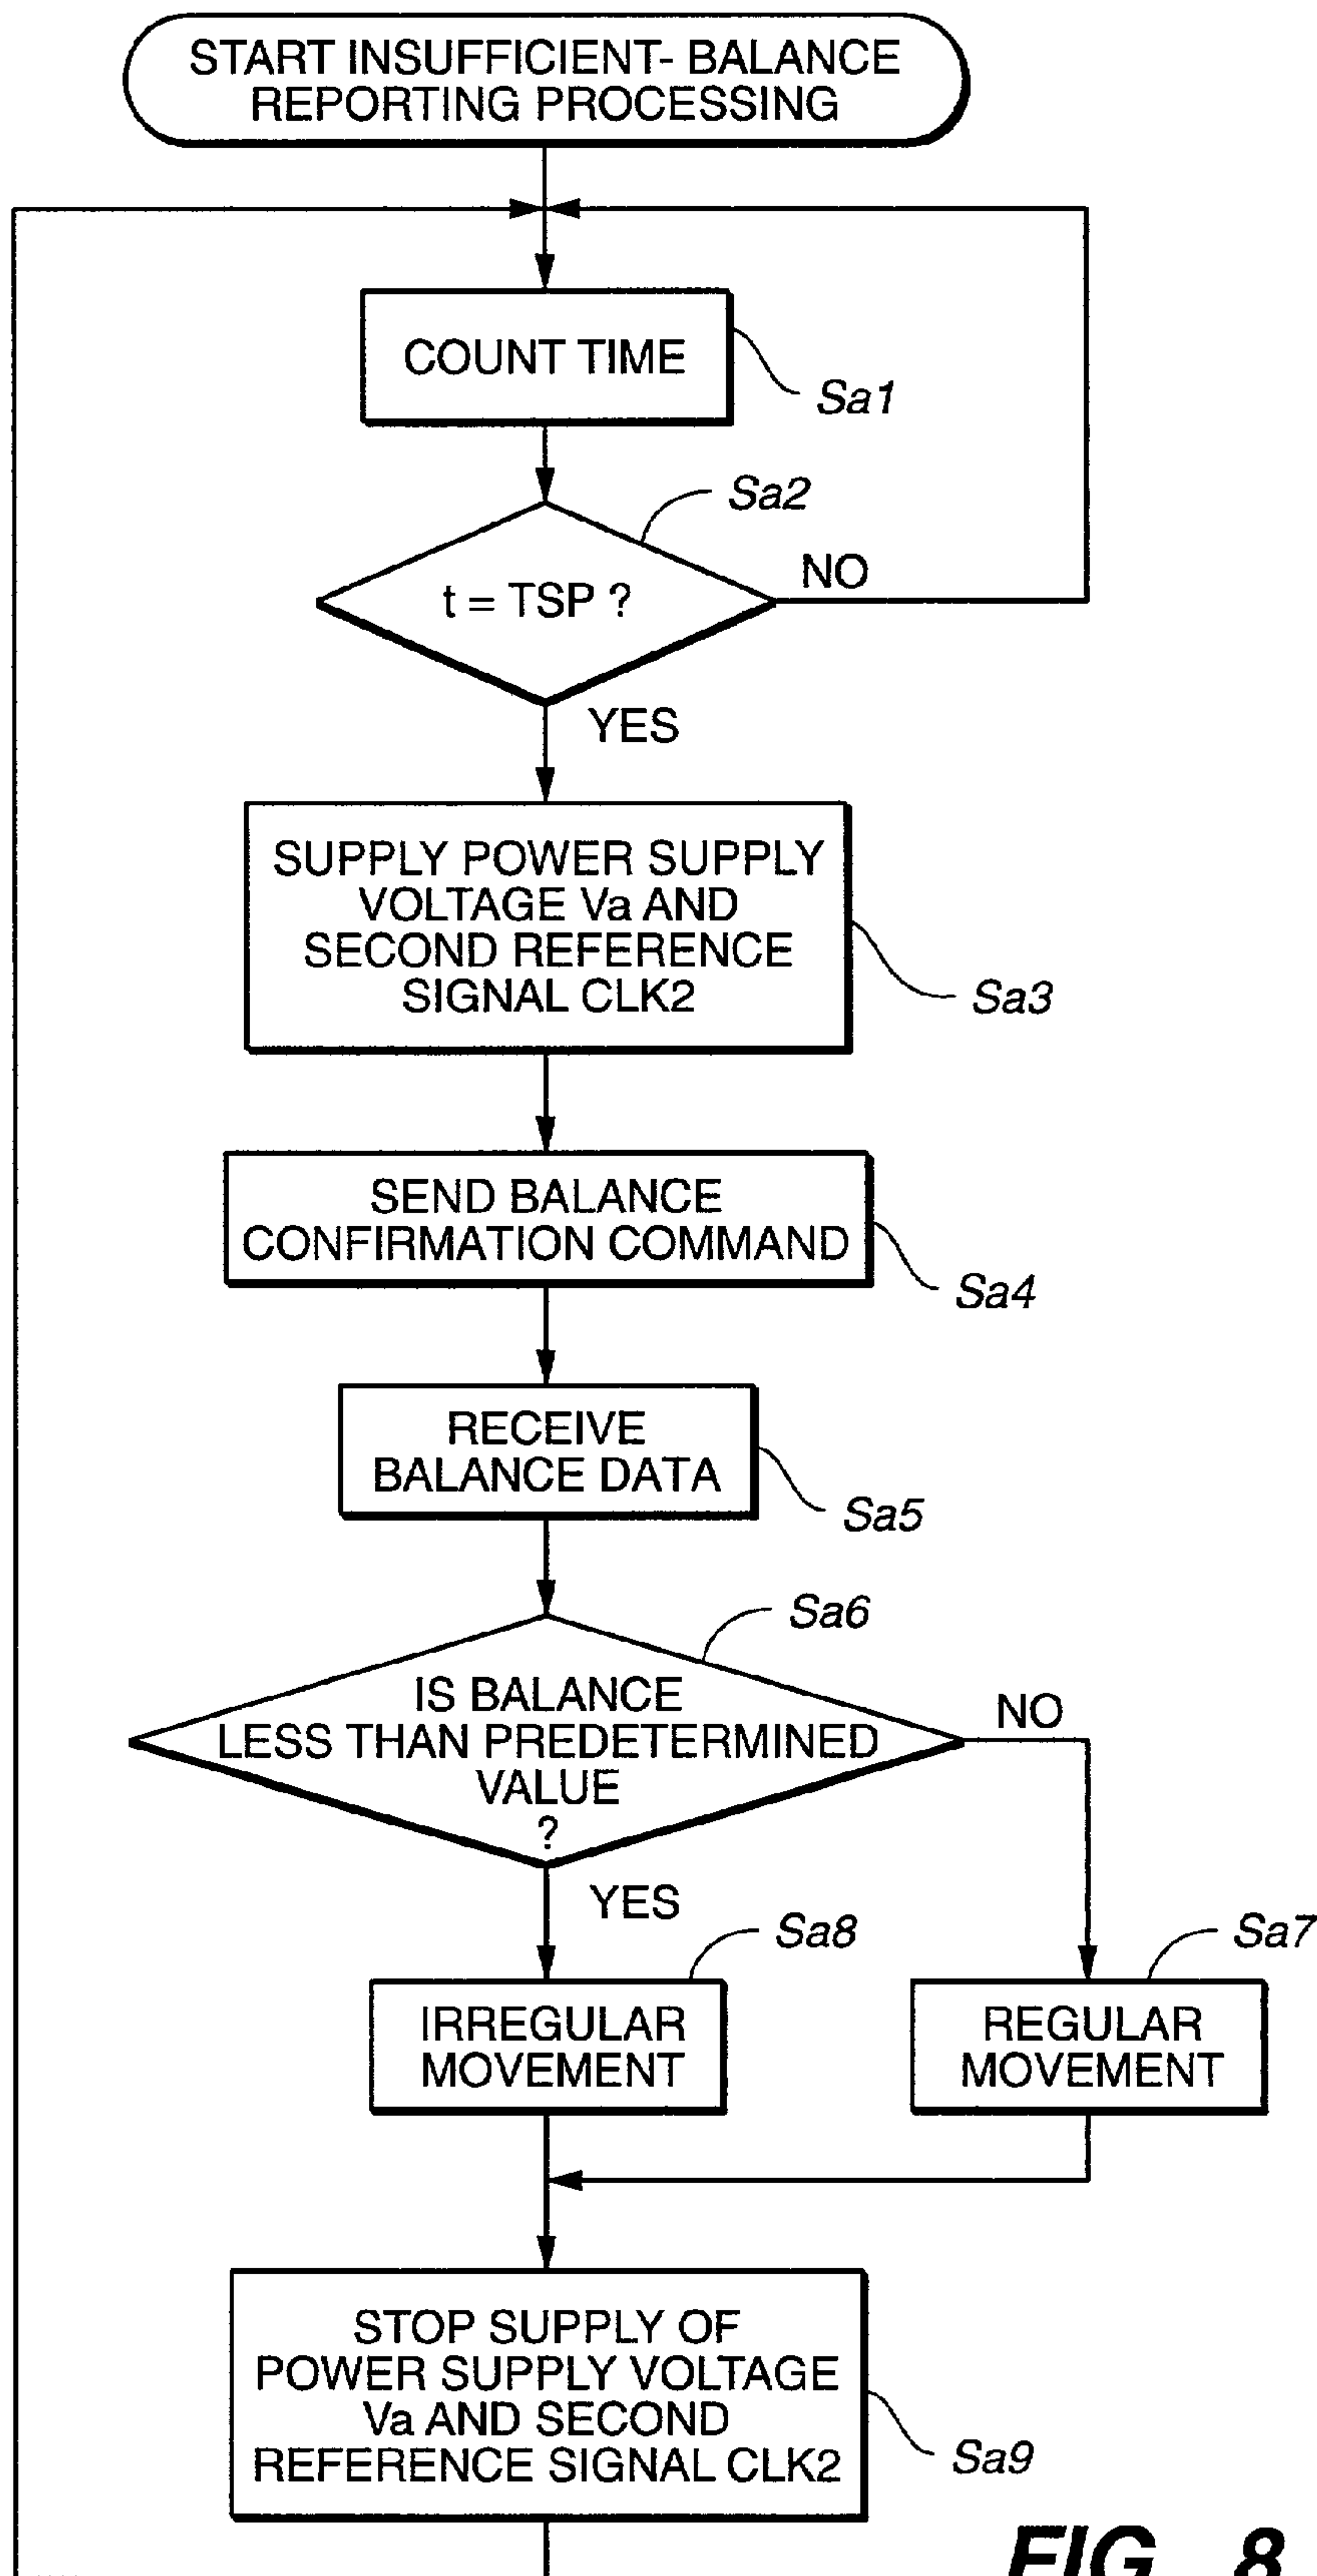 START INSUFFICIENT- BALANCE
REPORTING PROCESSING
COUNT TIME
Sa1
Sa2
t = TSP ?
NO
YES
SUPPLY POWER SUPPLY
VOLTAGE Va AND
SECOND REFERENCE
SIGNAL CLK2
Sa3
SEND BALANCE
CONFIRMATION COMMAND
Sa4
RECEIVE
BALANCE DATA
Sa5
Sa6
IS BALANCE
LESS THAN PREDETERMINED
VALUE
?
NO
YES
Sa8
Sa7
IRREGULAR
MOVEMENT
REGULAR
MOVEMENT
STOP SUPPLY OF
POWER SUPPLY VOLTAGE
Va AND SECOND
REFERENCE SIGNAL CLK2
Sa9
FIG. 8